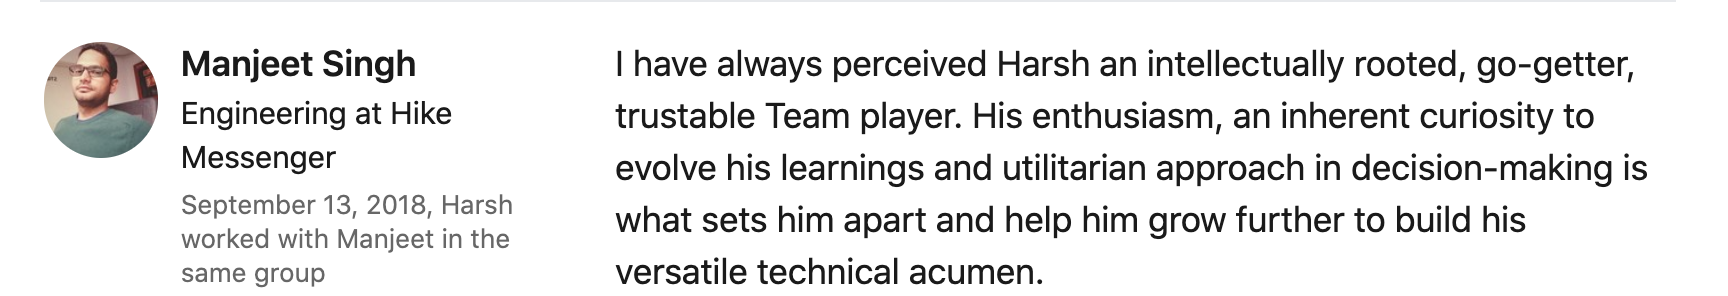 Manjeet Singh
Engineering at Hike
Messenger
September 13, 2018, Harsh
worked with Manjeet in the
same group
I have always perceived Harsh an intellectually rooted, go-getter,
trustable Team player. His enthusiasm, an inherent curiosity to
evolve his learnings and utilitarian approach in decision-making is
what sets him apart and help him grow further to build his
versatile technical acumen.